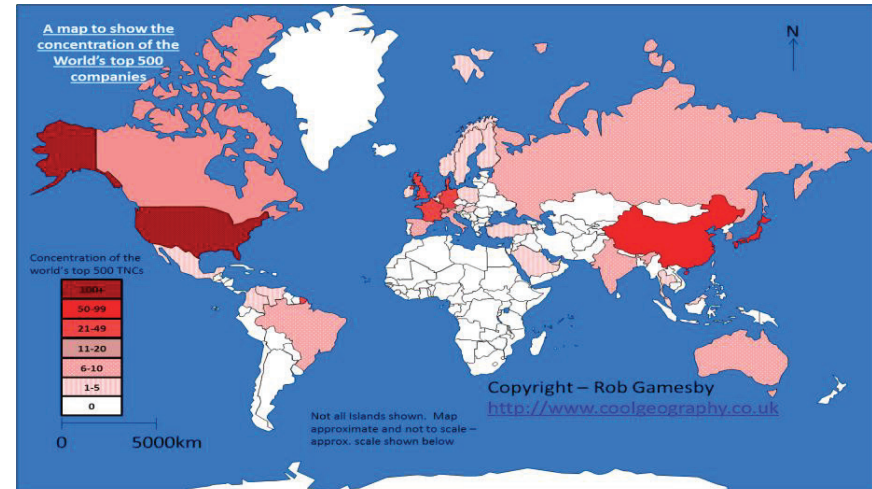 A map to show the
concentration of the
World's top 500
companies
N
Concentration of the
world's top 500 TNCs
100+
50-99
21-49
11-20
6-10
1-5
0
0 5000km
Not all Islands shown. Map
approximate and not to scale –
approx. scale shown below
Copyright – Rob Gamesby
http://www.coolgeography.co.uk